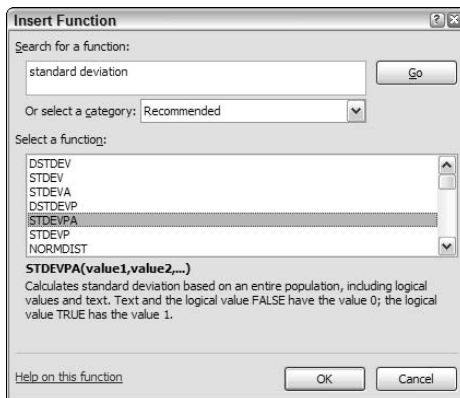 Insert Function
Search for a function:
standard deviation
Go
Or select a category: Recommended
Select a function:
DSTDEV
STDEV
STDEVA
DSTDEVP
STDEVPA
STDEVP
NORMDIST
STDEVPA(value1,value2,...)
Calculates standard deviation based on an entire population, including logical
values and text. Text and the logical value FALSE have the value 0; the logical
value TRUE has the value 1.
Help on this function
OK
Cancel